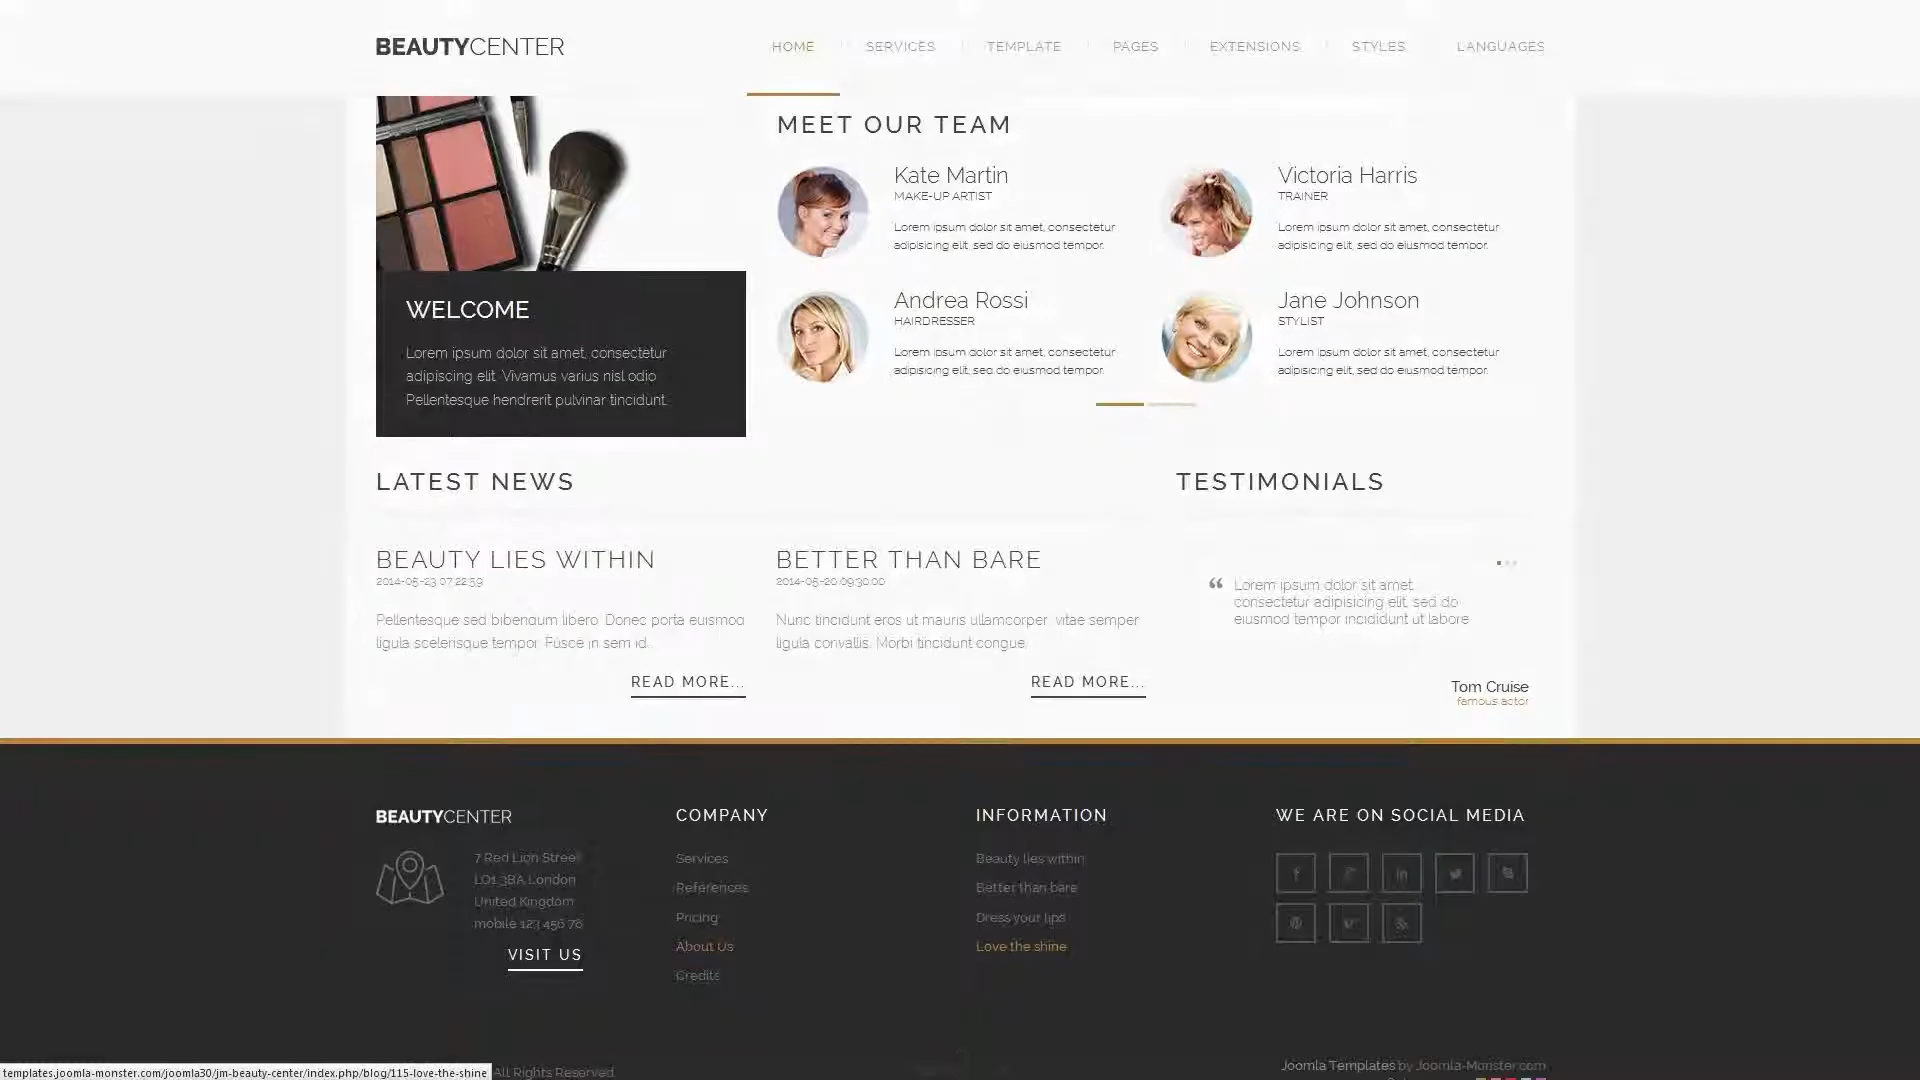 BEAUTYCENTER
HOME
SERVICES
TEMPLATE
PAGES
EXTENSIONS
STYLES
LANGUAGES
MEET OUR TEAM
Kate Martin
MAKE-UP ARTIST
Lorem ipsum dolor sit amet, consectetur
adipisicing elit, sed do eiusmod tempor.
Victoria Harris
TRAINER
Lorem ipsum dolor sit amet, consectetur
adipisicing elit, sed do eiusmod tempor.
Andrea Rossi
HAIRDRESSER
Lorem ipsum dolor sit amet, consectetur
adipisicing elit, sed do eiusmod tempor.
Jane Johnson
STYLIST
Lorem ipsum dolor sit amet, consectetur
adipisicing elit, sed do eiusmod tempor.
WELCOME
Lorem ipsum dolor sit amet, consectetur
adipiscing elit. Vivamus varius nisl odio.
Pellentesque hendrerit pulvinar tincidunt.
LATEST NEWS
BEAUTY LIES WITHIN
2014-05-23 07:22:59
Pellentesque sed bibendum libero. Donec porta euismod
ligula scelerisque tempor. Fusce in sem id...
READ MORE...
BETTER THAN BARE
2014-05-20 09:30:00
Nunc tincidunt eros ut mauris ullamcorper, vitae semper
ligula convallis. Morbi tincidunt congue.
READ MORE...
TESTIMONIALS
“ Lorem ipsum dolor sit amet,
consectetur adipisicing elit, sed do
eiusmod tempor incididunt ut labore
Tom Cruise
famous actor
BEAUTYCENTER
7 Red Lion Street
LO1 3BA London
United Kingdom
mobile 123 456 78
VISIT US
COMPANY
Services
References
Pricing
About Us
Credits
INFORMATION
Beauty lies within
Better than bare
Dress your lips
Love the shine
WE ARE ON SOCIAL MEDIA
templates.joomla-monster.com/joomla30/jm-beauty-center/index.php/blog/115-love-the-shine
All Rights Reserved.
Joomla Templates by Joomla-Monster.com